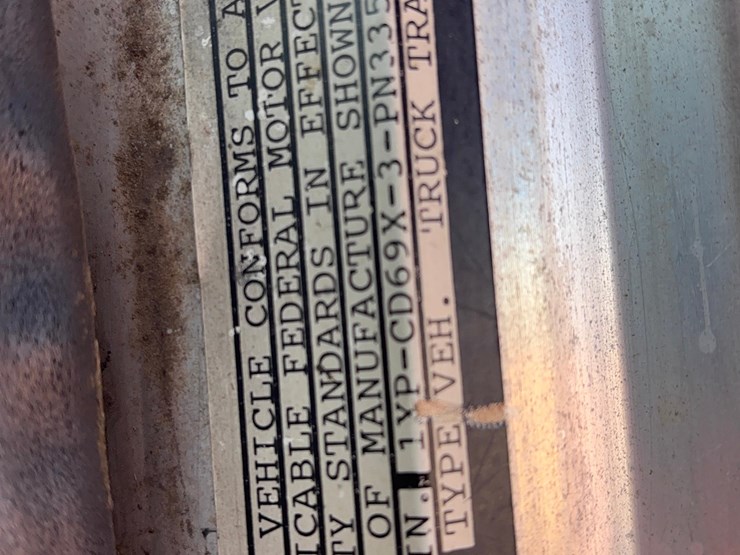 VEHICLE CONFORMS TO A
ICABLE FEDERAL MOTOR V
TY STANDARDS IN EFFECT
OF MANUFACTURE SHOWN
IN. 1XP-CD69X-3-PN335
TYPE VEH. TRUCK TRA